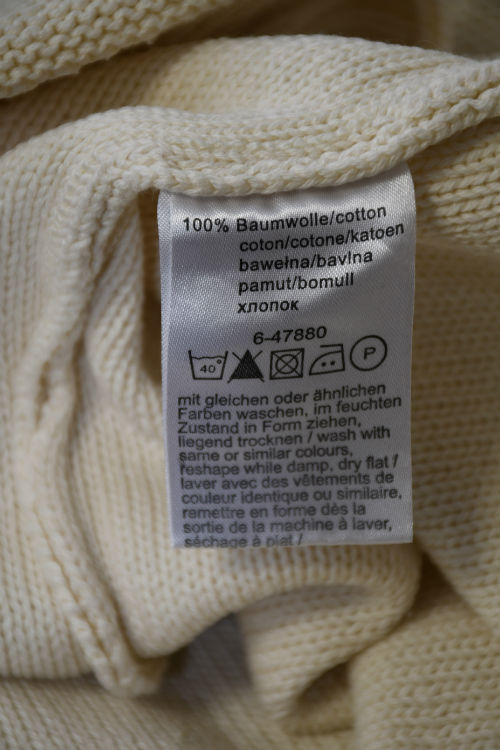 100% Baumwolle/cotton
coton/cotone/katoen
bawełna/bavlna
pamut/bomull
хлопок
6-47880
40° P
mit gleichen oder ähnlichen
Farben waschen, im feuchten
Zustand in Form ziehen,
liegend trocknen / wash with
same or similar colours,
reshape while damp, dry flat /
laver avec des vêtements de
couleur identique ou similaire,
remettre en forme dès la
sortie de la machine à laver,
séchage à plat /